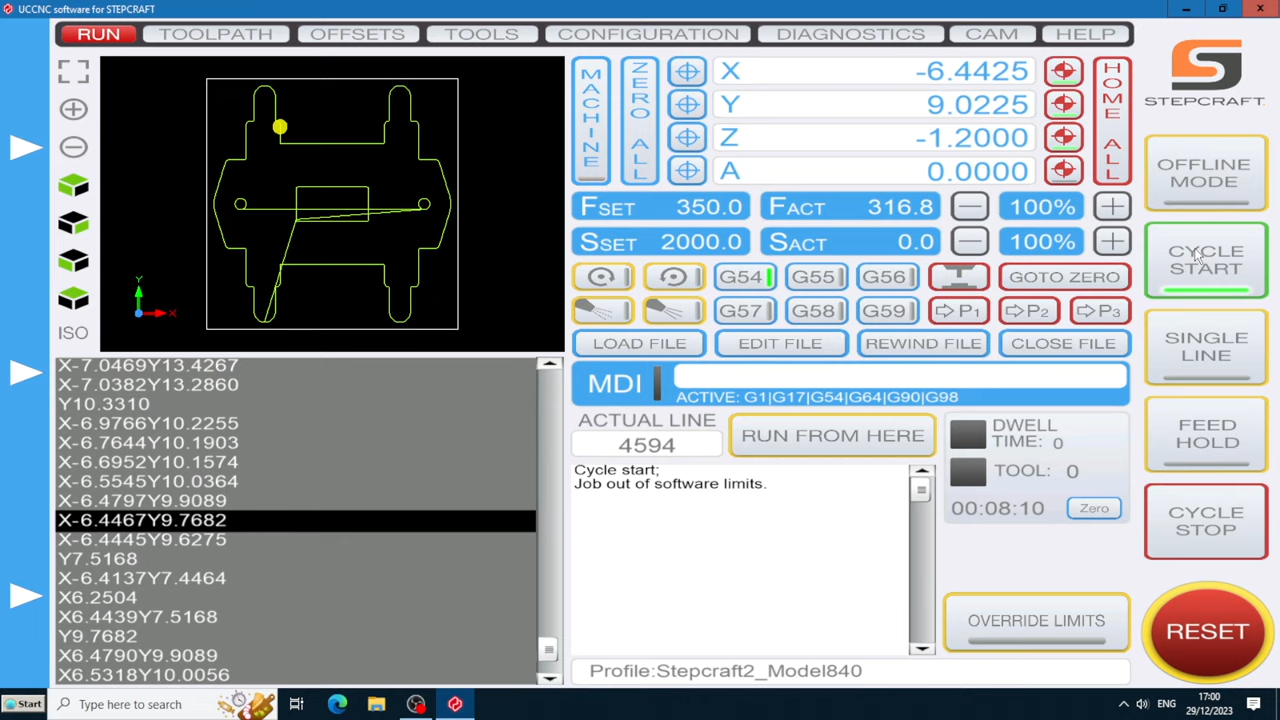 UCCNC software for STEPCRAFT
RUN
TOOLPATH
OFFSETS
TOOLS
CONFIGURATION
DIAGNOSTICS
CAM
HELP
MACHINE
ZERO ALL
X -6.4425
Y 9.0225
Z -1.2000
A 0.0000
HOME ALL
FSET 350.0
FACT 316.8
100%
SSET 2000.0
SACT 0.0
100%
G54
G55
G56
GOTO ZERO
G57
G58
G59
P1
P2
P3
LOAD FILE
EDIT FILE
REWIND FILE
CLOSE FILE
MDI
ACTIVE: G1|G17|G54|G64|G90|G98
ACTUAL LINE
4594
RUN FROM HERE
DWELL
TIME: 0
TOOL: 0
00:08:10
Zero
Cycle start;
Job out of software limits.
OVERRIDE LIMITS
Profile:Stepcraft2_Model840
ISO
Y
X
X-7.0469Y13.4267
X-7.0382Y13.2860
Y10.3310
X-6.9766Y10.2255
X-6.7644Y10.1903
X-6.6952Y10.1574
X-6.5545Y10.0364
X-6.4797Y9.9089
X-6.4467Y9.7682
X-6.4445Y9.6275
Y7.5168
X-6.4137Y7.4464
X6.2504
X6.4439Y7.5168
Y9.7682
X6.4790Y9.9089
X6.5318Y10.0056
STEPCRAFT
OFFLINE
MODE
CYCLE
START
SINGLE
LINE
FEED
HOLD
CYCLE
STOP
RESET
Start
Type here to search
ENG
17:00
29/12/2023